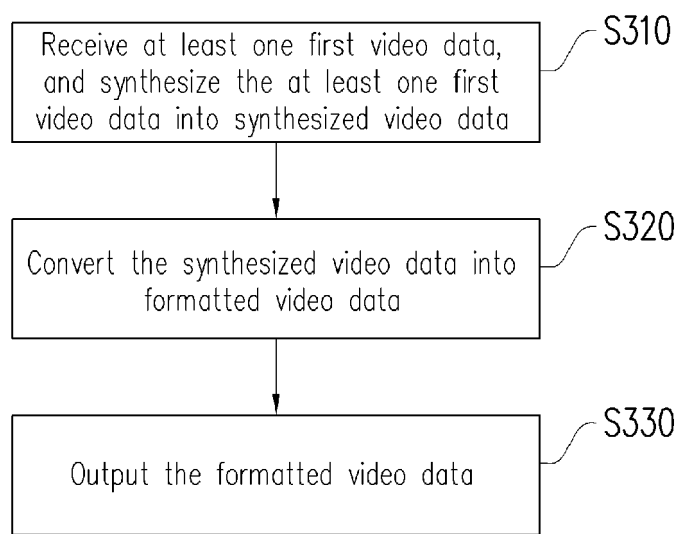 Receive at least one first video data,
and synthesize the at least one first
video data into synthesized video data
S310
Convert the synthesized video data into
formatted video data
S320
Output the formatted video data
S330